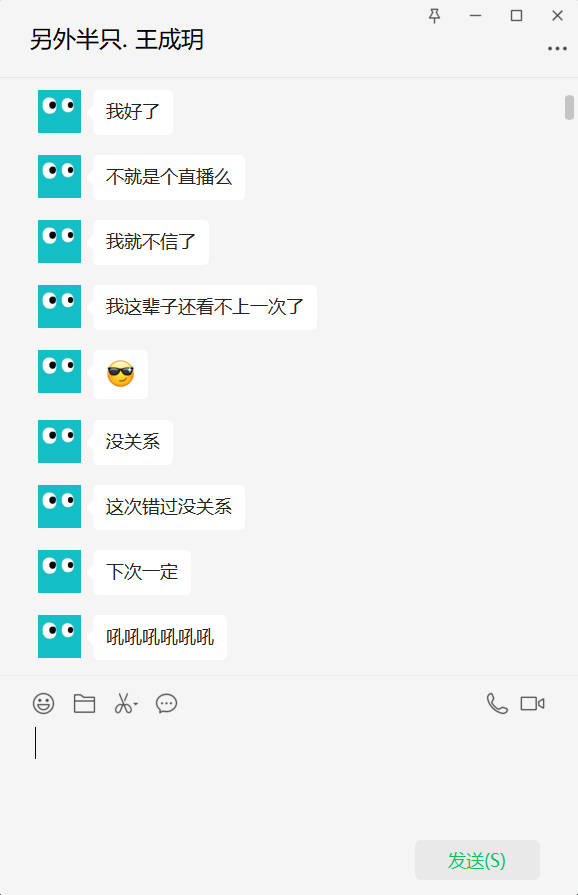 另外半只. 王成玥
我好了
不就是个直播么
我就不信了
我这辈子还看不上一次了
😎
没关系
这次错过没关系
下次一定
吼吼吼吼吼吼
发送(S)